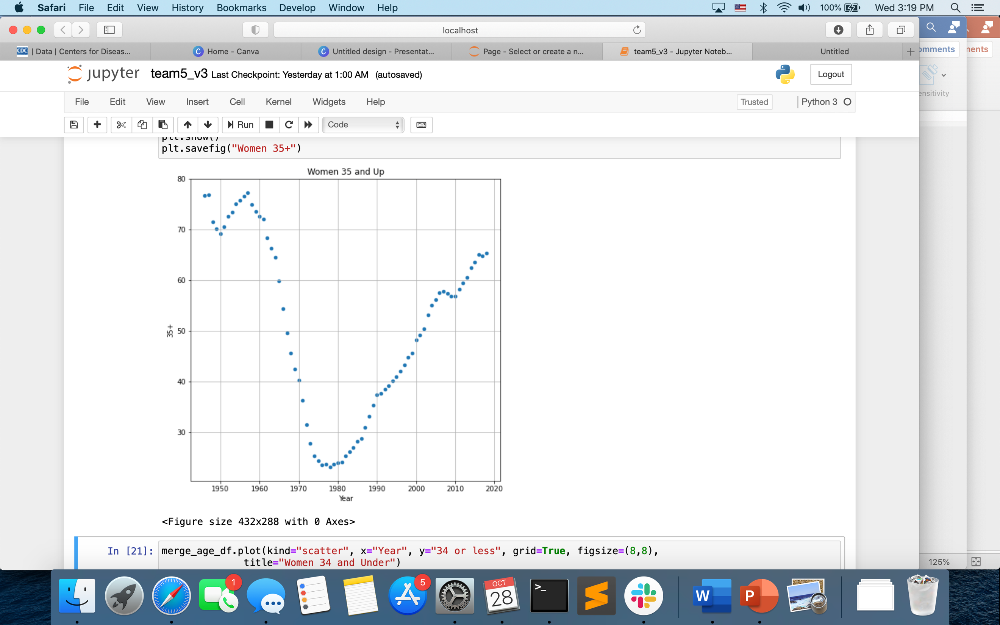 Safari File Edit View History Bookmarks Develop Window Help 100% Wed 3:19 PM
localhost
CDC | Data | Centers for Diseas... Home - Canva Untitled design - Presentat... Page - Select or create a n... team5_v3 - Jupyter Noteb... Untitled +
omments
ments
jupyter team5_v3 Last Checkpoint: Yesterday at 1:00 AM (autosaved) Logout
ensitivity
File Edit View Insert Cell Kernel Widgets Help Trusted Python 3
Run Code
plt.show()
plt.savefig("Women 35+")
Women 35 and Up
80
70
60
50
40
30
35+
1950 1960 1970 1980 1990 2000 2010 2020
Year
<Figure size 432x288 with 0 Axes>
In [21]: merge_age_df.plot(kind="scatter", x="Year", y="34 or less", grid=True, figsize=(8,8),
title="Women 34 and Under")
125%
1
5
OCT
28
>_
W
P